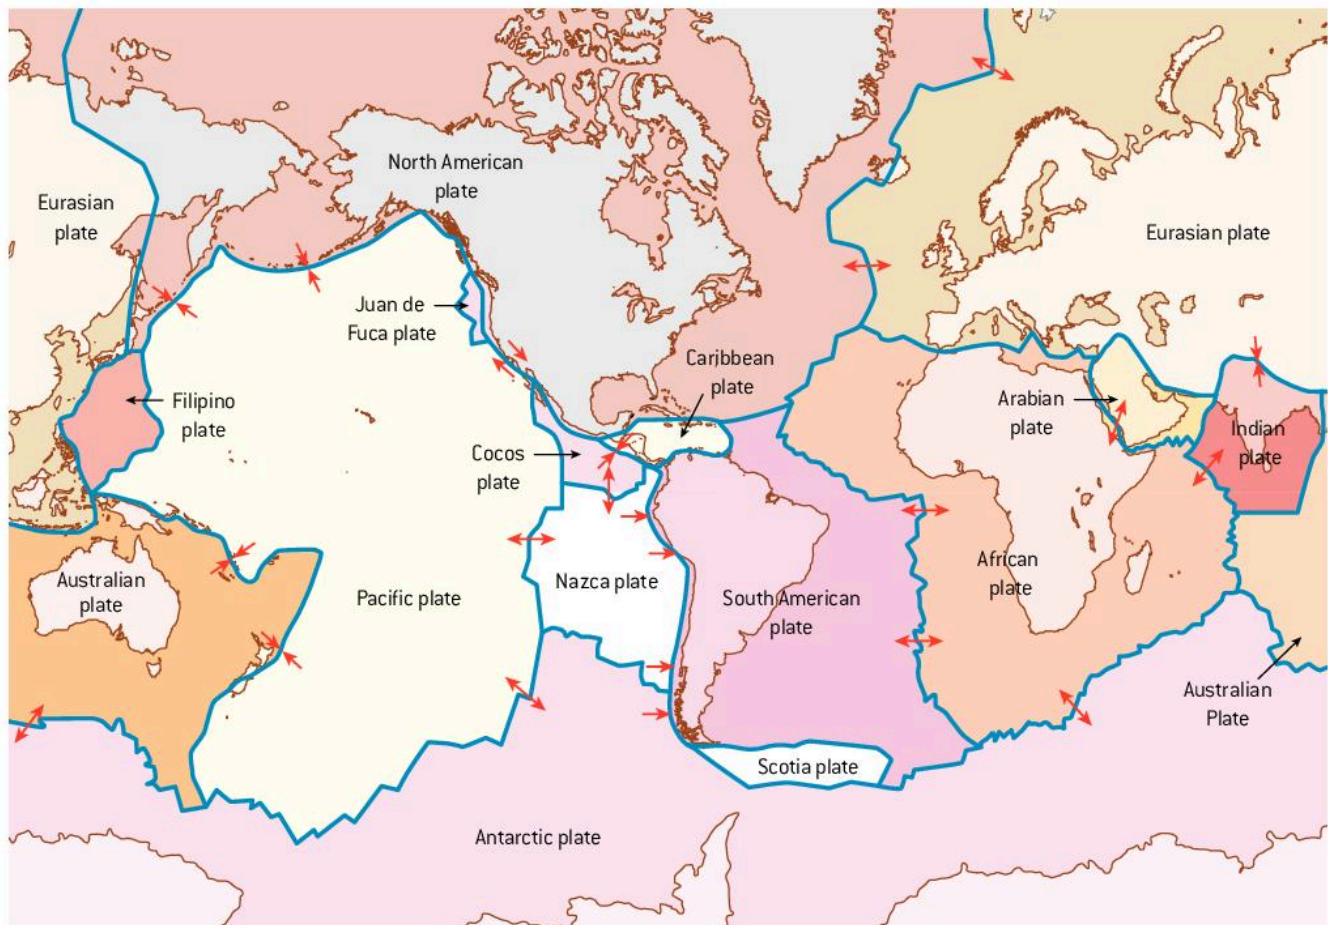 North American
plate
Eurasian
plate
Eurasian plate
Juan de
Fuca plate
Caribbean
plate
Filipino
plate
Arabian
plate
Indian
plate
Cocos
plate
Australian
plate
Pacific plate
Nazca plate
South American
plate
African
plate
Australian
Plate
Scotia plate
Antarctic plate